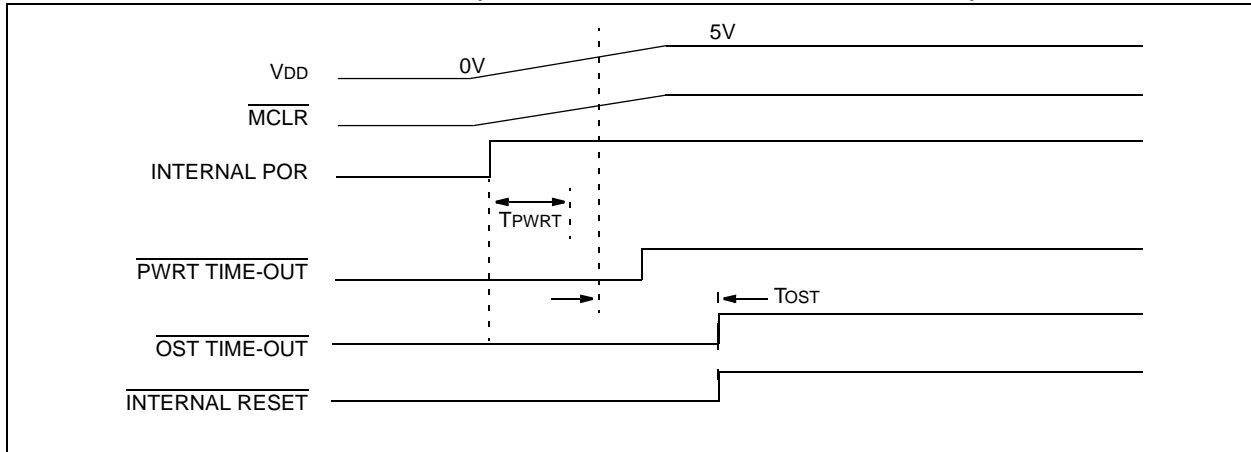 5V
VDD
0V
MCLR
INTERNAL POR
TPWRT
PWRT TIME-OUT
TOST
OST TIME-OUT
INTERNAL RESET